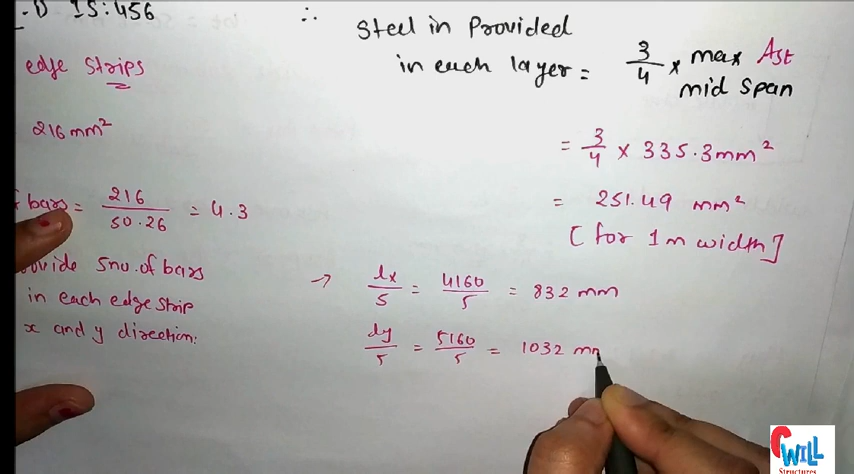 -D IS:456
edge strips
216 mm²
bars = 216/50.26 = 4.3
5no. of bars
in each edge strip
x and y direction.
∴ Steel in Provided
in each layer = 3/4 × max Ast
mid span
= 3/4 × 335.3mm²
= 251.49 mm²
[for 1m width]
→ lx/5 = 4160/5 = 832 mm
ly/5 = 5160/5 = 1032 mm
CWILL
Structures